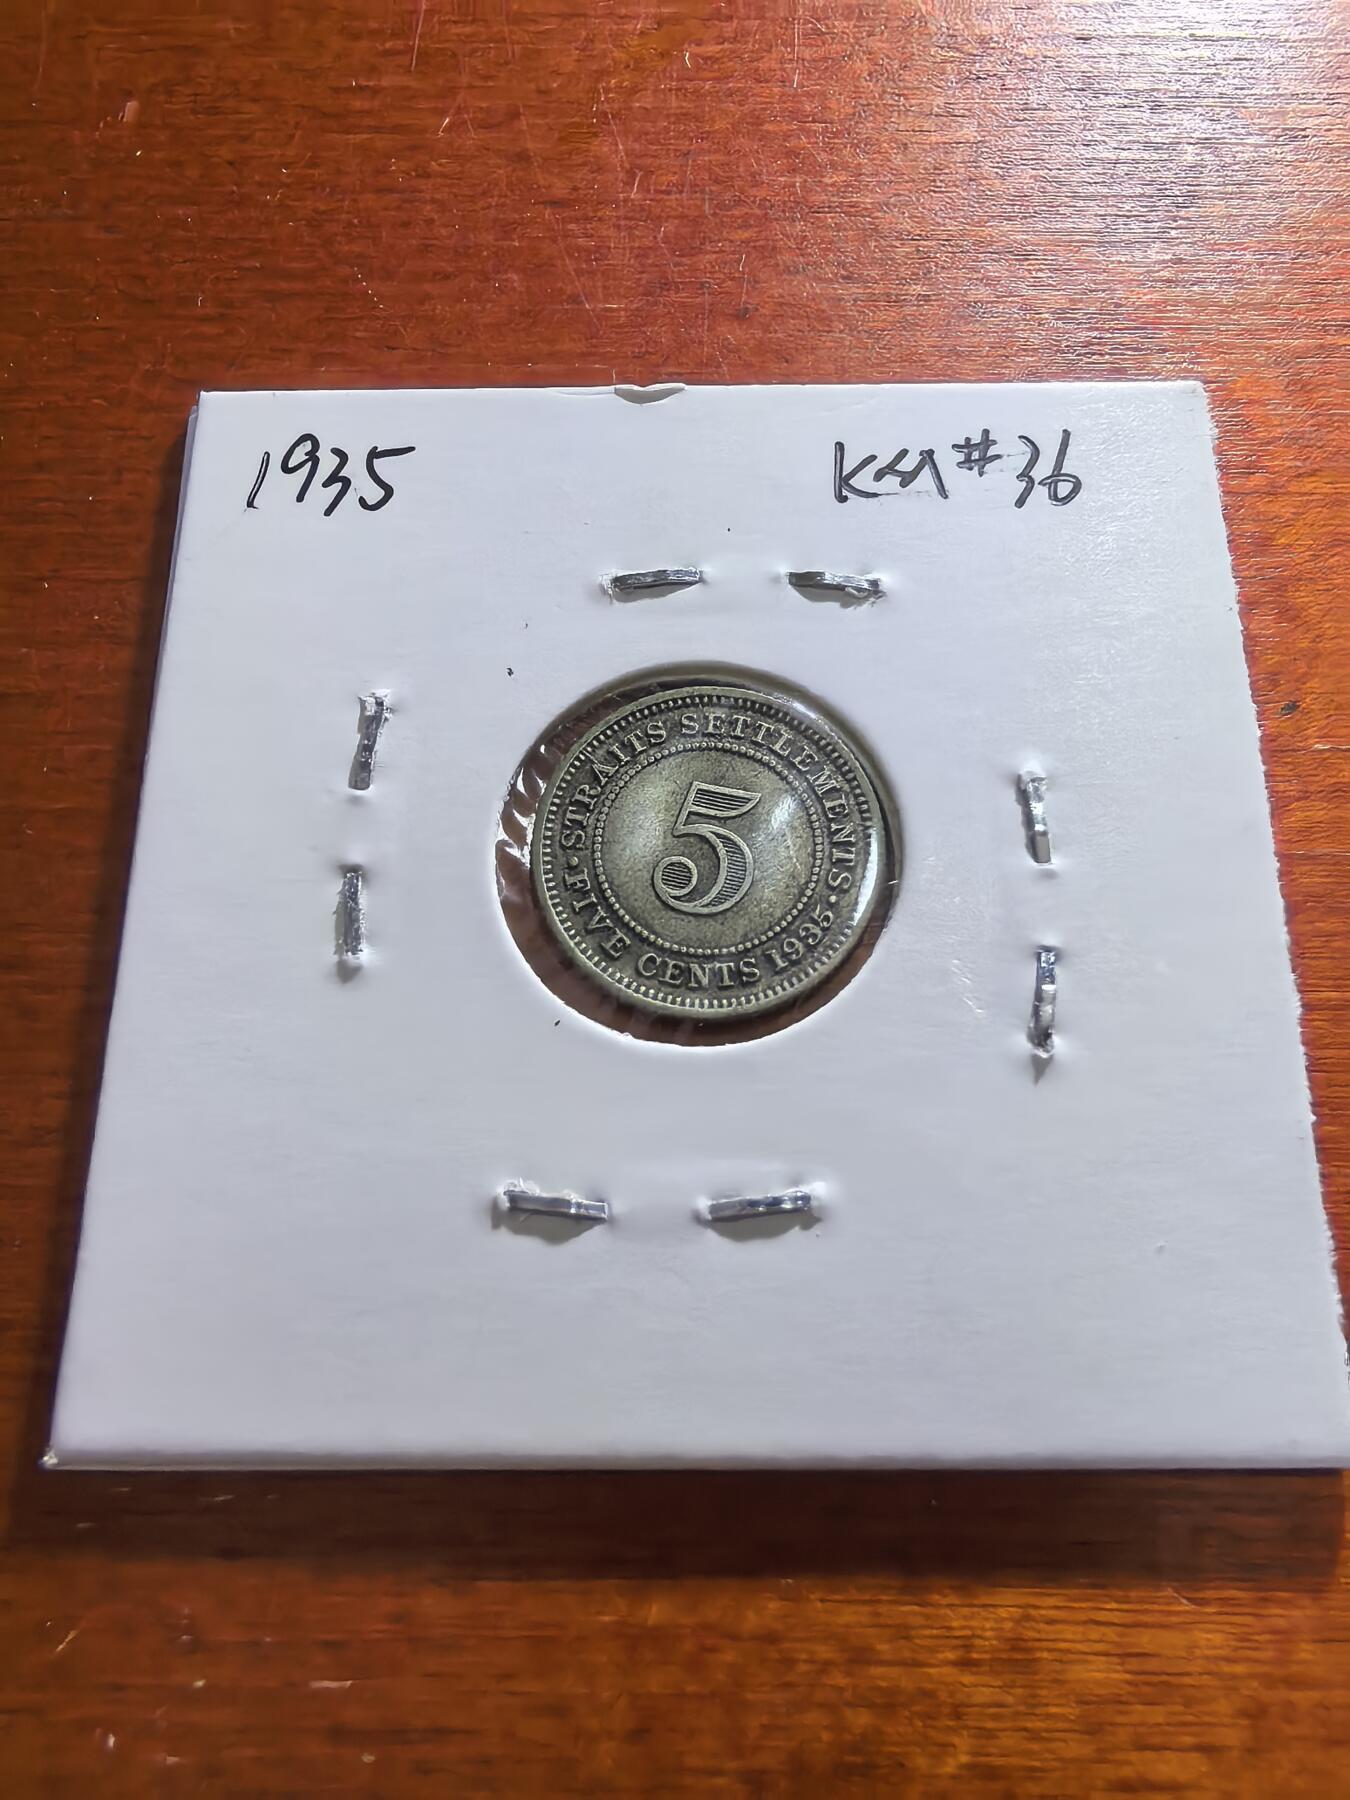 1935
KM#36
STRAITS SETTLEMENTS
5
FIVE CENTS 1935